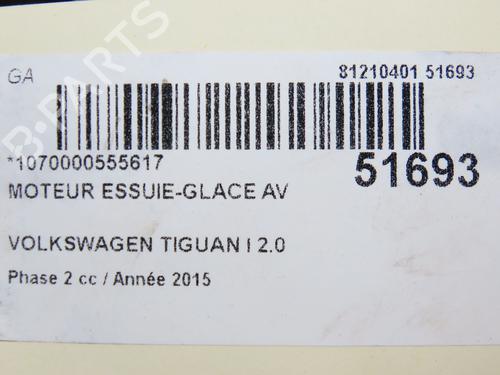 GA
81210401 51693
B-PARTS
*1070000555617
51693
MOTEUR ESSUIE-GLACE AV
VOLKSWAGEN TIGUAN I 2.0
Phase 2 cc / Année 2015